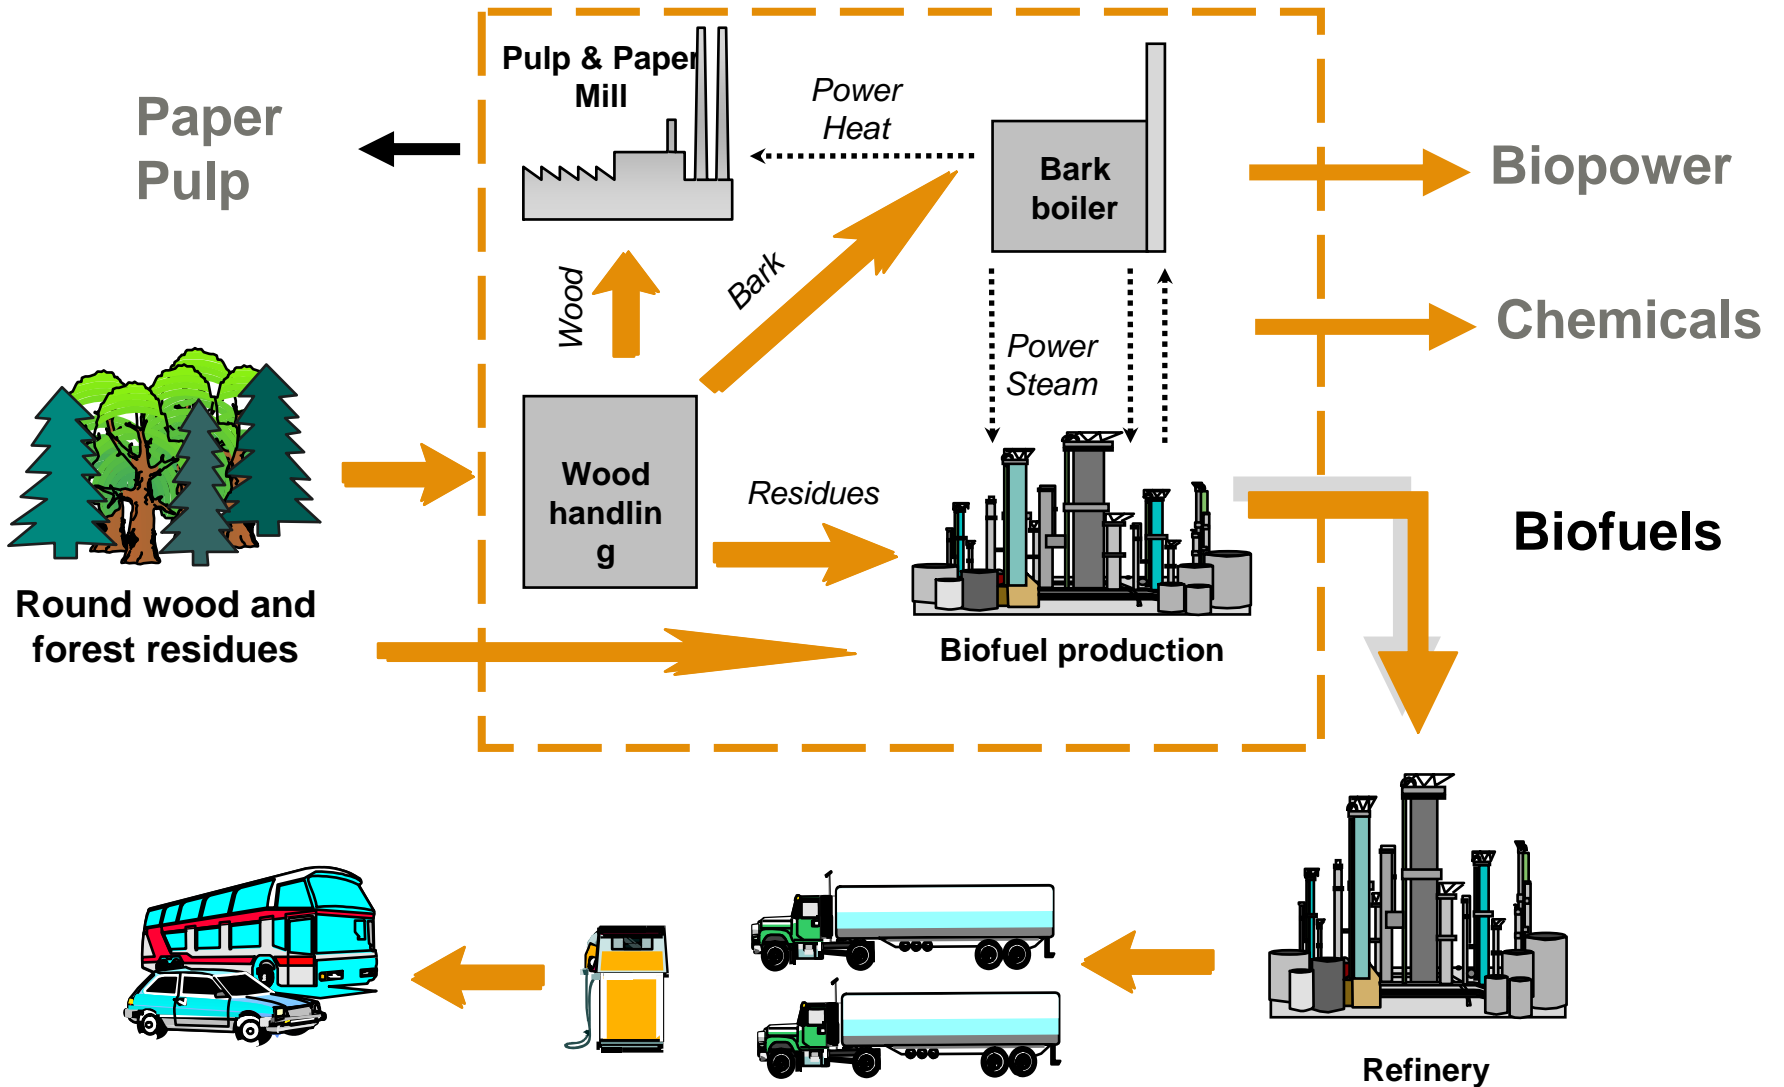 Pulp & Paper
Mill
Power
Heat
Paper
Pulp
Bark
boiler
Biopower
Wood
Bark
Chemicals
Power
Steam
Wood
handlin
g
Residues
Biofuels
Round wood and
forest residues
Biofuel production
Refinery